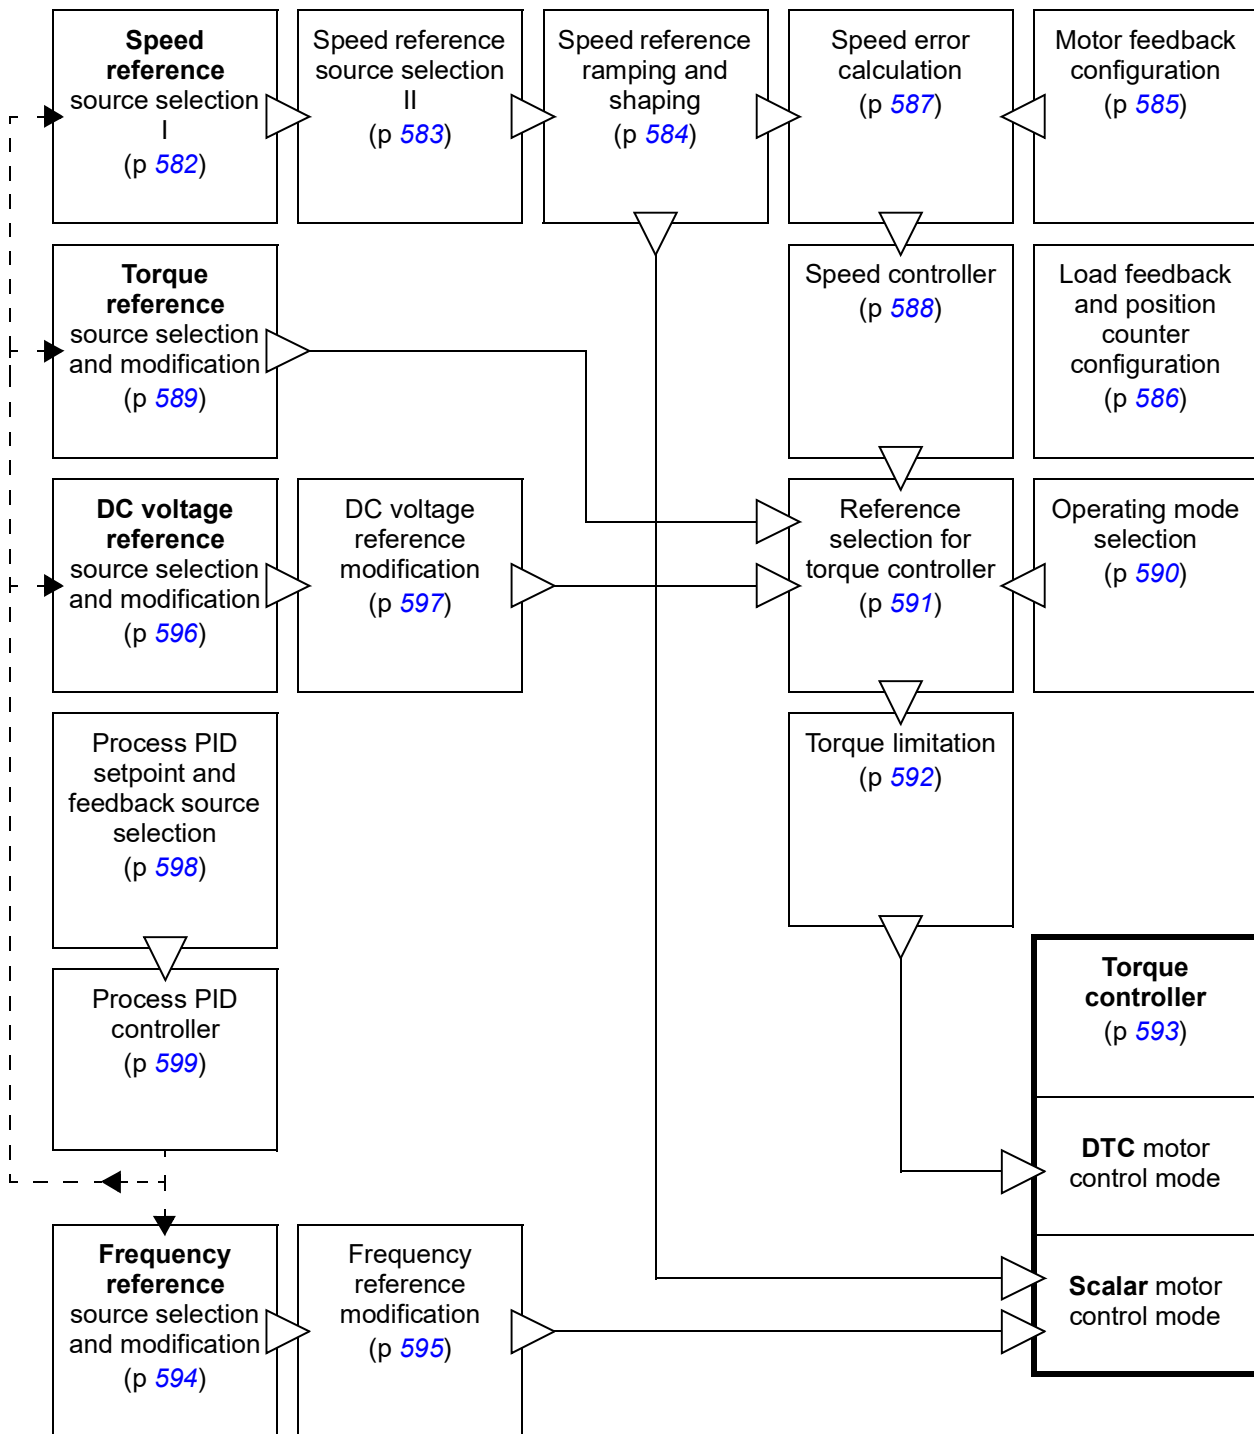 Speed
reference
source selection
I
(p 582)
Speed reference
source selection
II
(p 583)
Speed reference
ramping and
shaping
(p 584)
Speed error
calculation
(p 587)
Motor feedback
configuration
(p 585)
Torque
reference
source selection
and modification
(p 589)
Speed controller
(p 588)
Load feedback
and position
counter
configuration
(p 586)
DC voltage
reference
source selection
and modification
(p 596)
DC voltage
reference
modification
(p 597)
Reference
selection for
torque controller
(p 591)
Operating mode
selection
(p 590)
Process PID
setpoint and
feedback source
selection
(p 598)
Torque limitation
(p 592)
Process PID
controller
(p 599)
Torque
controller
(p 593)
DTC motor
control mode
Scalar motor
control mode
Frequency
reference
source selection
and modification
(p 594)
Frequency
reference
modification
(p 595)